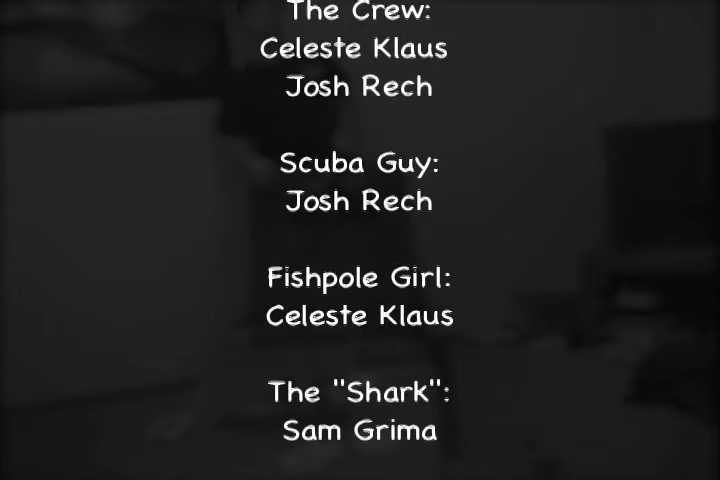 The Crew:
Celeste Klaus
Josh Rech
Scuba Guy:
Josh Rech
Fishpole Girl:
Celeste Klaus
The "Shark":
Sam Grima